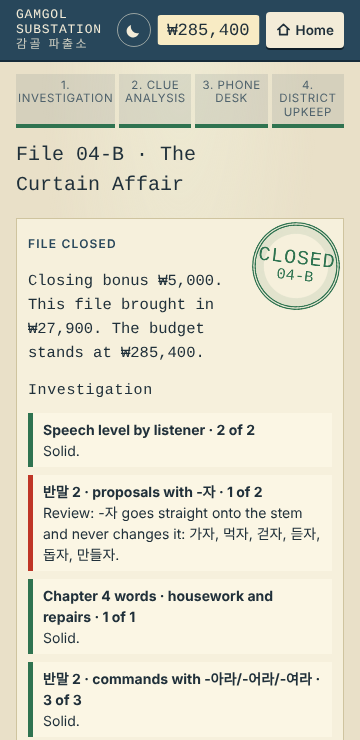 GAMGOL
SUBSTATION
감골 파출소
₩285,400
Home
1.
INVESTIGATION
2. CLUE
ANALYSIS
3. PHONE
DESK
4.
DISTRICT
UPKEEP
File 04-B · The
Curtain Affair
FILE CLOSED
CLOSED
04-B
Closing bonus ₩5,000.
This file brought in
₩27,900. The budget
stands at ₩285,400.
Investigation
Speech level by listener · 2 of 2
Solid.
반말 2 · proposals with -자 · 1 of 2
Review: -자 goes straight onto the stem
and never changes it: 가자, 먹자, 걷자, 듣자,
돕자, 만들자.
Chapter 4 words · housework and
repairs · 1 of 1
Solid.
반말 2 · commands with -아라/-어라/-여라 ·
3 of 3
Solid.